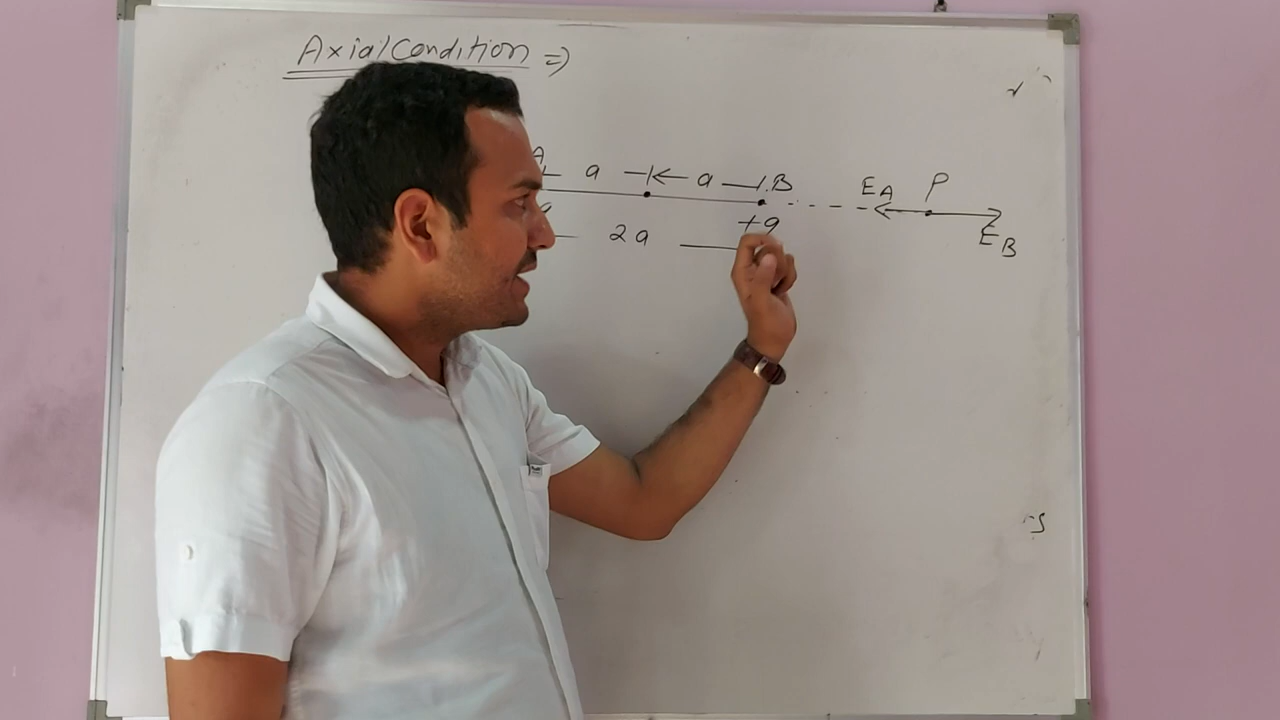 Axial Condition ⇒
A a a B EA P
q +q EB
2a